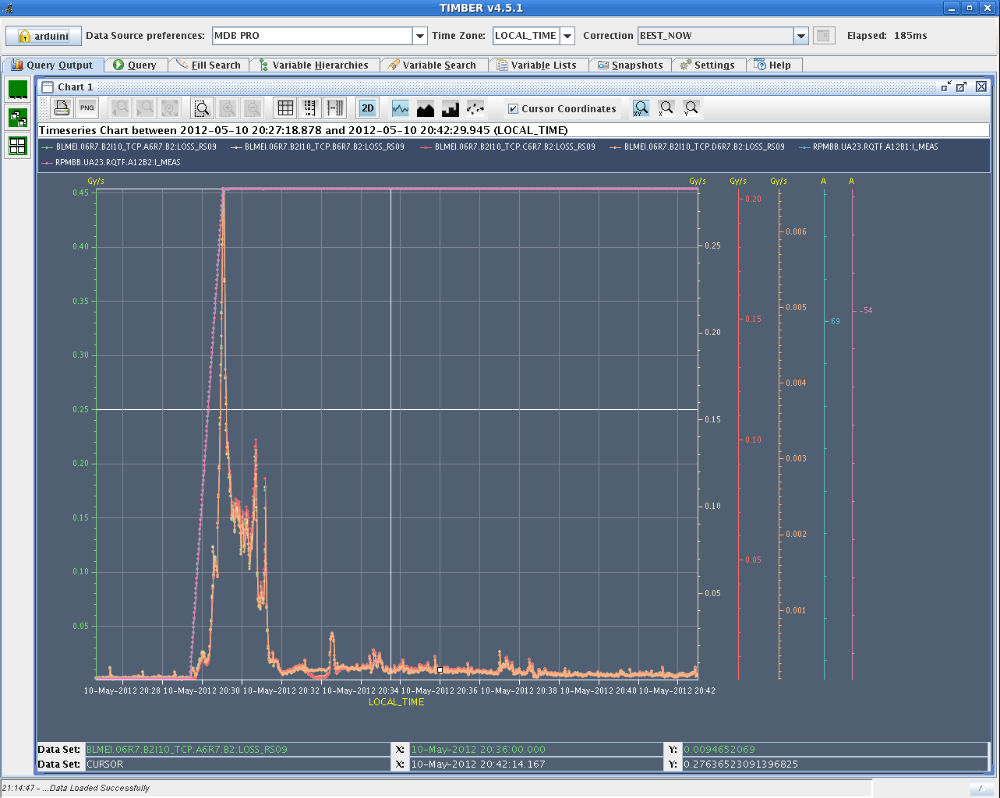 TIMBER v4.5.1
arduini Data Source preferences: MDB PRO Time Zone: LOCAL_TIME Correction BEST_NOW Elapsed: 185ms
Query Output Query Fill Search Variable Hierarchies Variable Search Variable Lists Snapshots Settings Help
Chart 1
PNG 2D Cursor Coordinates XY X Y
Timeseries Chart between 2012-05-10 20:27:18.878 and 2012-05-10 20:42:29.945 (LOCAL_TIME)
BLMEI.06R7.B2I10_TCP.A6R7.B2:LOSS_RS09 BLMEI.06R7.B2I10_TCP.B6R7.B2:LOSS_RS09 BLMEI.06R7.B2I10_TCP.C6R7.B2:LOSS_RS09 BLMEI.06R7.B2I10_TCP.D6R7.B2:LOSS_RS09 RPMBB.UA23.RQTF.A12B1:I_MEAS
RPMBB.UA23.RQTF.A12B2:I_MEAS
Gy/s Gy/s Gy/s Gy/s A A
0.45
0.20
0.006
0.40 0.25
0.35 0.005
0.15 69 -54
0.30 0.20
0.004
0.25
0.15
0.10
0.20 0.003
0.15 0.10
0.002
0.10 0.05
0.05
0.001
0.05
10-May-2012 20:28 10-May-2012 20:30 10-May-2012 20:32 10-May-2012 20:34 10-May-2012 20:36 10-May-2012 20:38 10-May-2012 20:40 10-May-2012 20:42
LOCAL_TIME
Data Set: BLMEI.06R7.B2I10_TCP.A6R7.B2:LOSS_RS09 X: 10-May-2012 20:36:00.000 Y: 0.0094652069
Data Set: CURSOR X: 10-May-2012 20:42:14.167 Y: 0.27636523091396825
21:14:47 - ...Data Loaded Successfully